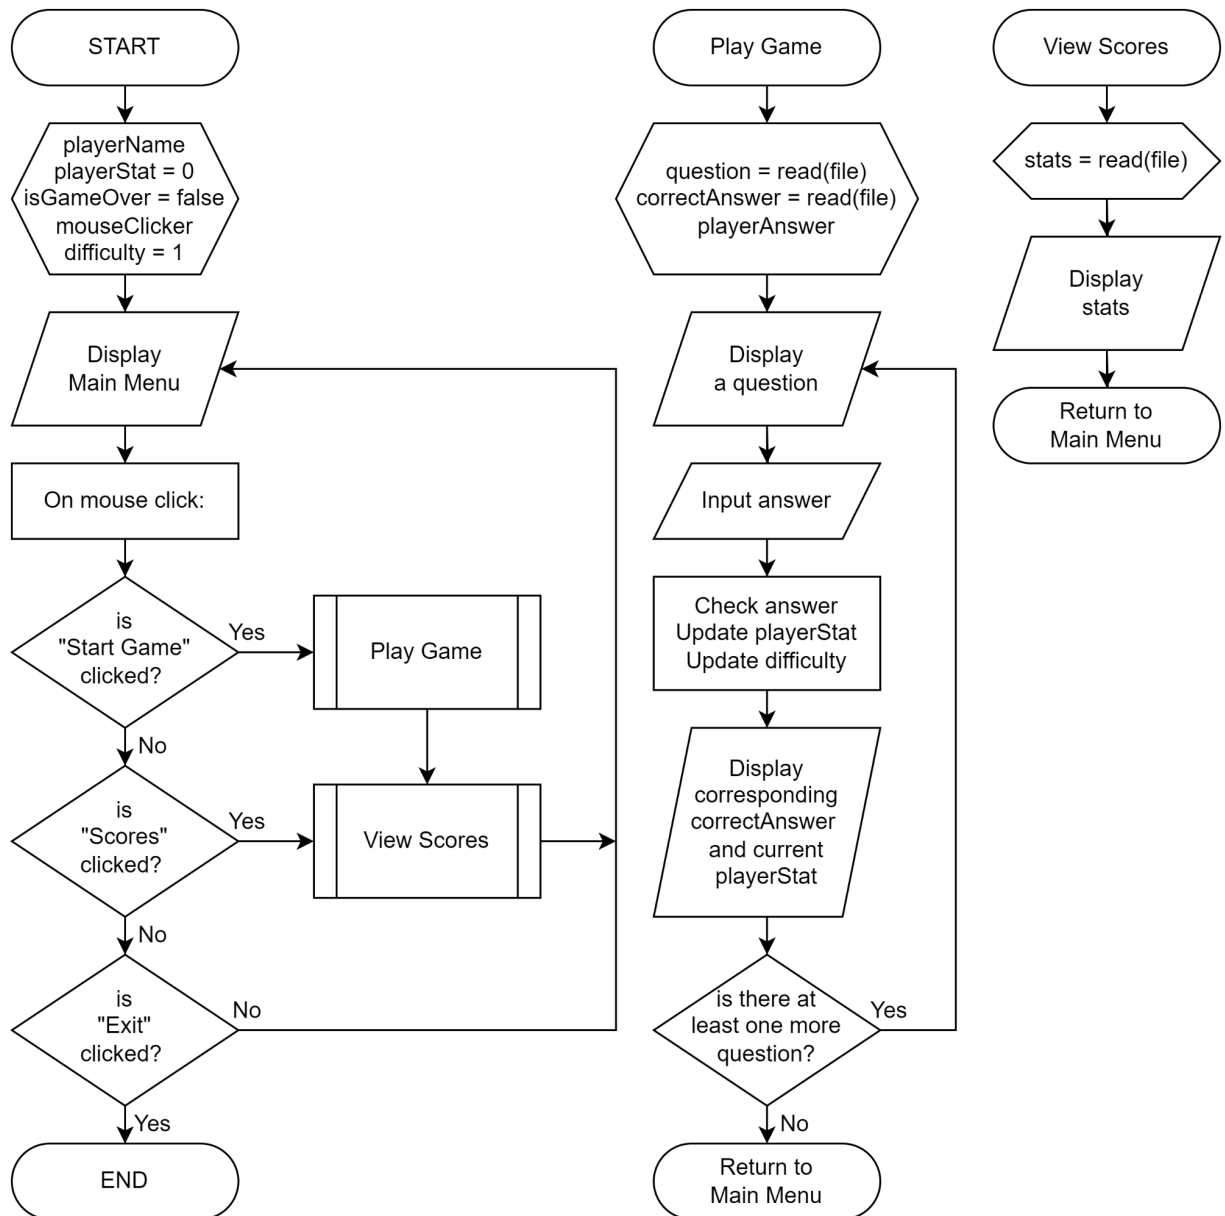 START
playerName
playerStat = 0
isGameOver = false
mouseClicker
difficulty = 1
Display
Main Menu
On mouse click:
is
"Start Game"
clicked?
Yes
No
Play Game
is
"Scores"
clicked?
Yes
No
View Scores
is
"Exit"
clicked?
No
Yes
END
Play Game
question = read(file)
correctAnswer = read(file)
playerAnswer
Display
a question
Input answer
Check answer
Update playerStat
Update difficulty
Display
corresponding
correctAnswer
and current
playerStat
is there at
least one more
question?
Yes
No
Return to
Main Menu
View Scores
stats = read(file)
Display
stats
Return to
Main Menu